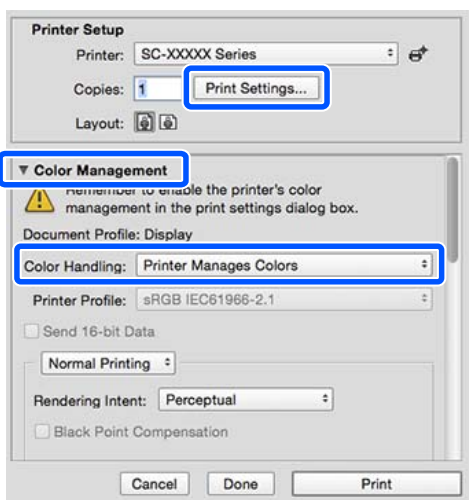 Printer Setup
Printer: SC-XXXXX Series
Copies: 1 Print Settings...
Layout:
Color Management
Remember to enable the printer's color
management in the print settings dialog box.
Document Profile: Display
Color Handling: Printer Manages Colors
Printer Profile: sRGB IEC61966-2.1
Send 16-bit Data
Normal Printing
Rendering Intent: Perceptual
Black Point Compensation
Cancel Done Print